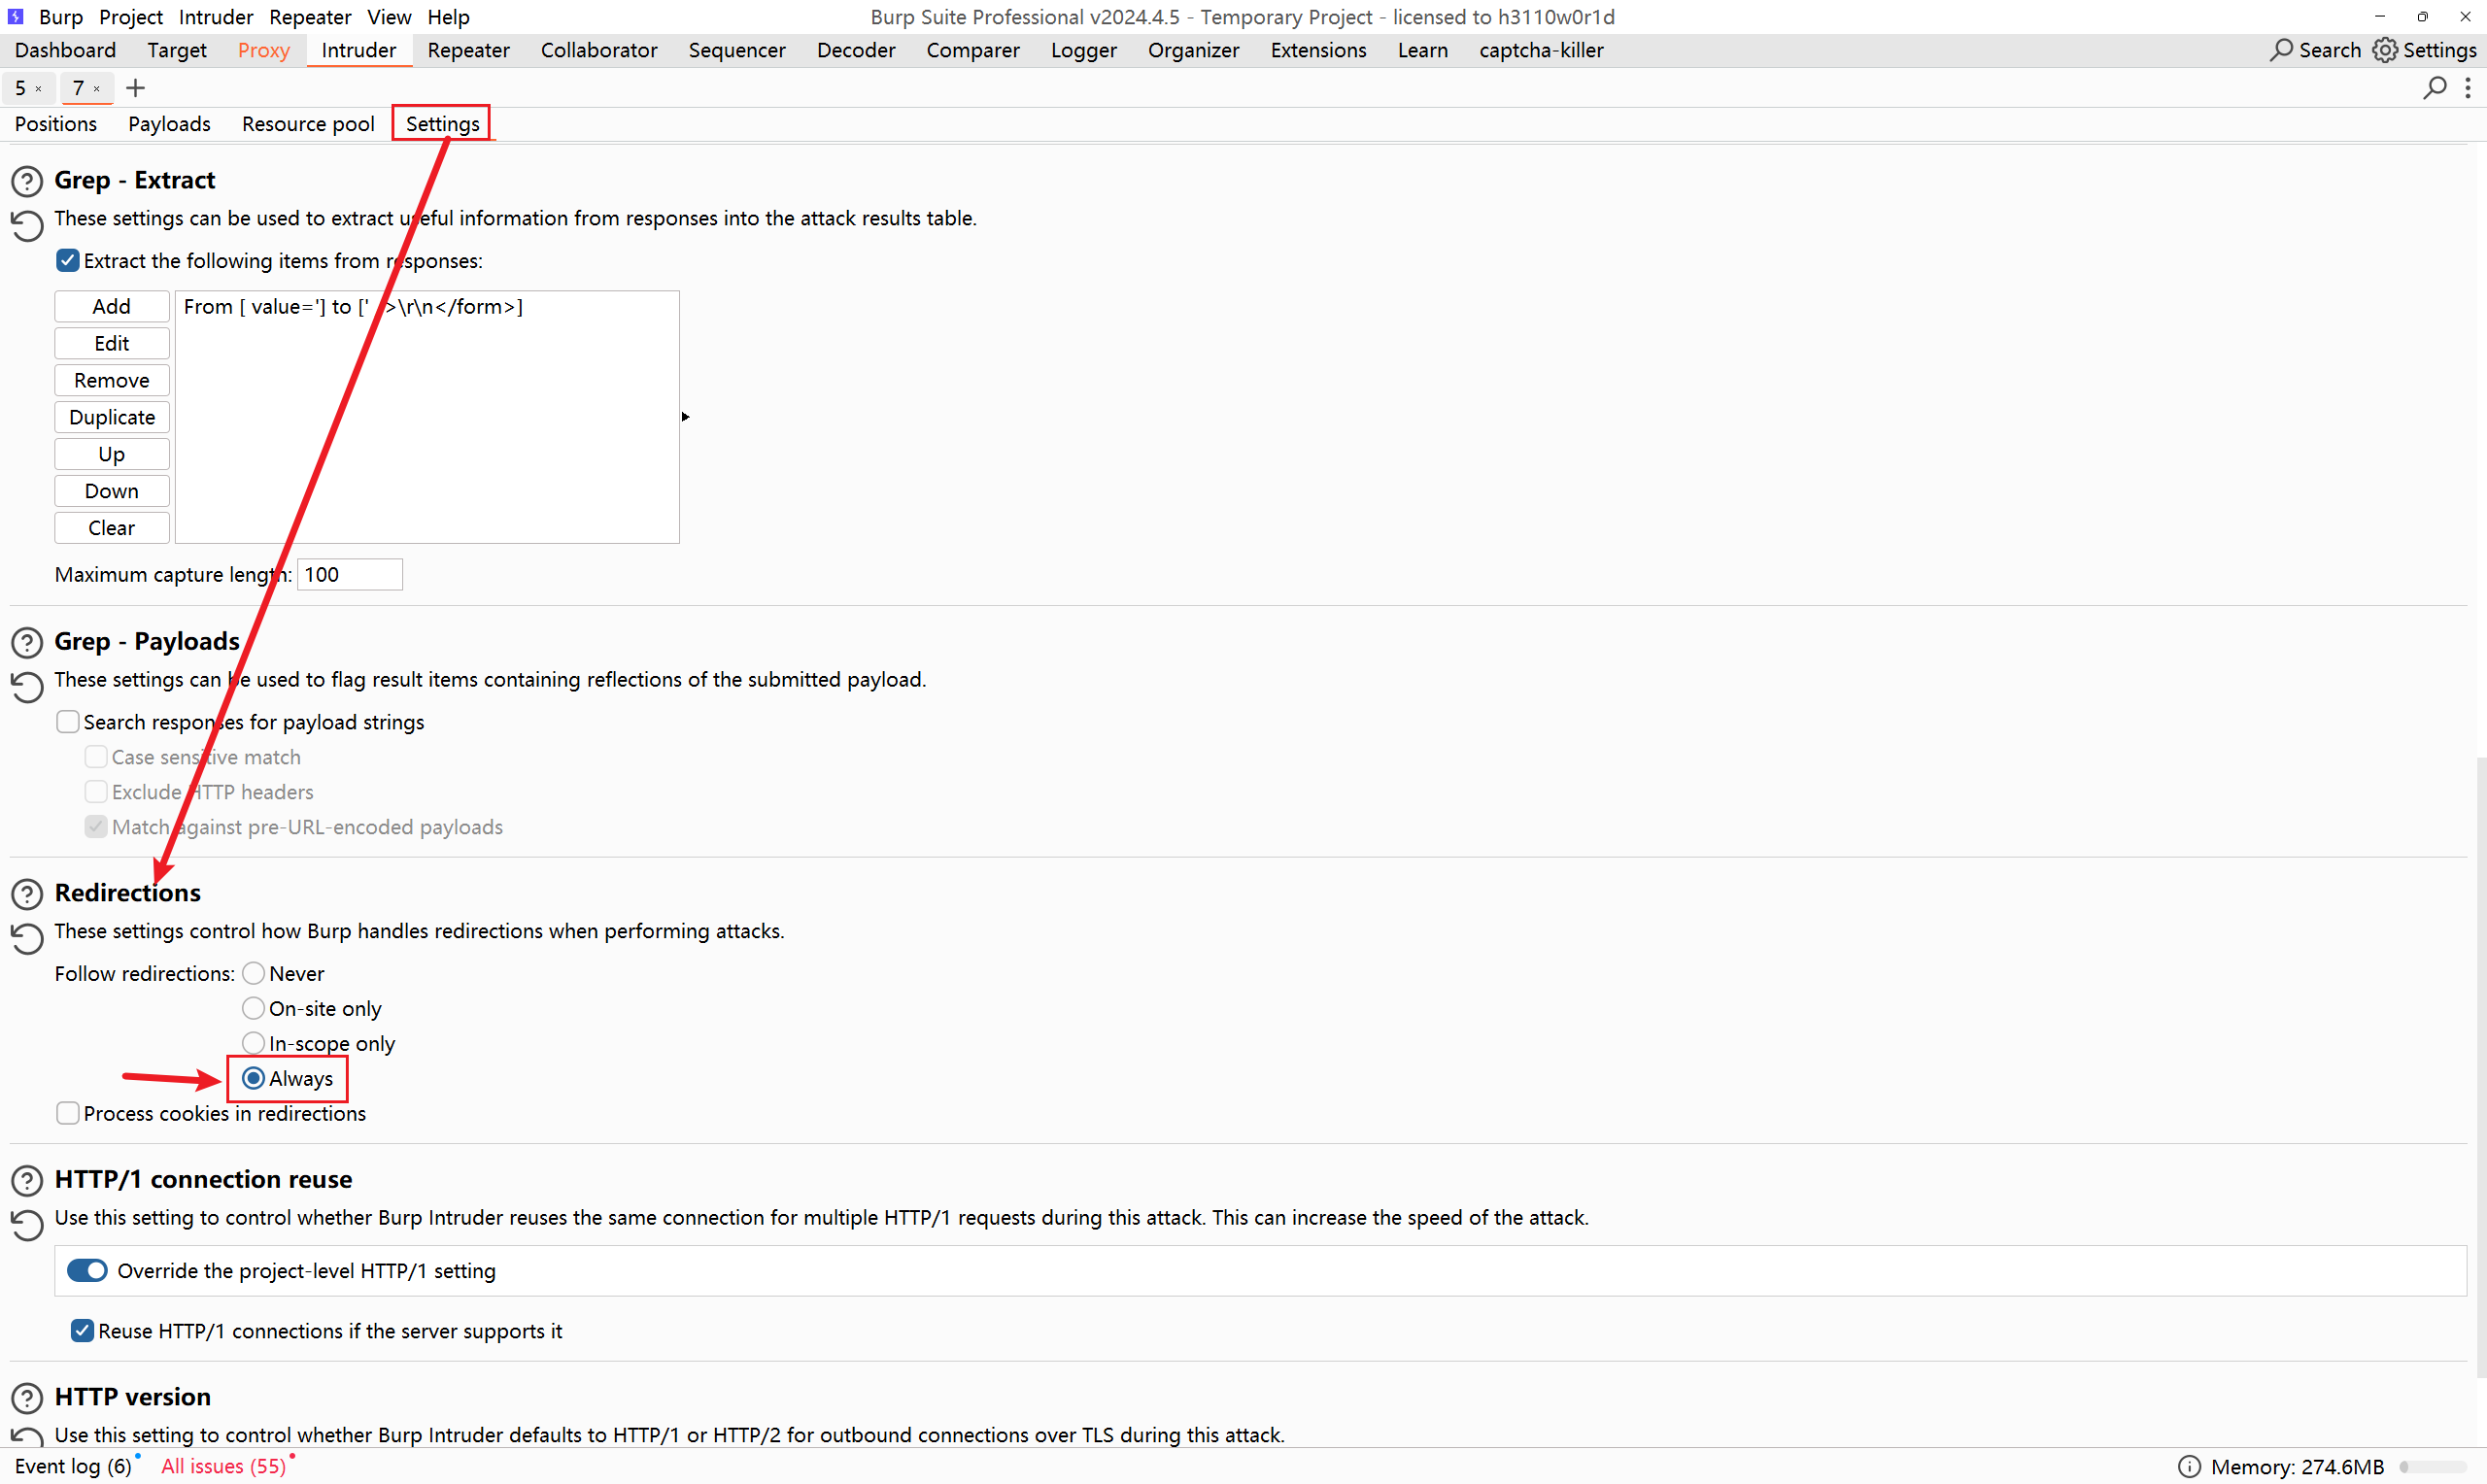 Burp Project Intruder Repeater View Help
Burp Suite Professional v2024.4.5 - Temporary Project - licensed to h3110w0r1d
Dashboard Target Proxy Intruder Repeater Collaborator Sequencer Decoder Comparer Logger Organizer Extensions Learn captcha-killer Search Settings
5 × 7 × +
Positions Payloads Resource pool Settings
Grep - Extract
These settings can be used to extract useful information from responses into the attack results table.
Extract the following items from responses:
Add
From [ value='] to [' />\r\n</form>]
Edit
Remove
Duplicate
Up
Down
Clear
Maximum capture length: 100
Grep - Payloads
These settings can be used to flag result items containing reflections of the submitted payload.
Search responses for payload strings
Case sensitive match
Exclude HTTP headers
Match against pre-URL-encoded payloads
Redirections
These settings control how Burp handles redirections when performing attacks.
Follow redirections: Never
On-site only
In-scope only
Always
Process cookies in redirections
HTTP/1 connection reuse
Use this setting to control whether Burp Intruder reuses the same connection for multiple HTTP/1 requests during this attack. This can increase the speed of the attack.
Override the project-level HTTP/1 setting
Reuse HTTP/1 connections if the server supports it
HTTP version
Use this setting to control whether Burp Intruder defaults to HTTP/1 or HTTP/2 for outbound connections over TLS during this attack.
Event log (6) All issues (55)
Memory: 274.6MB